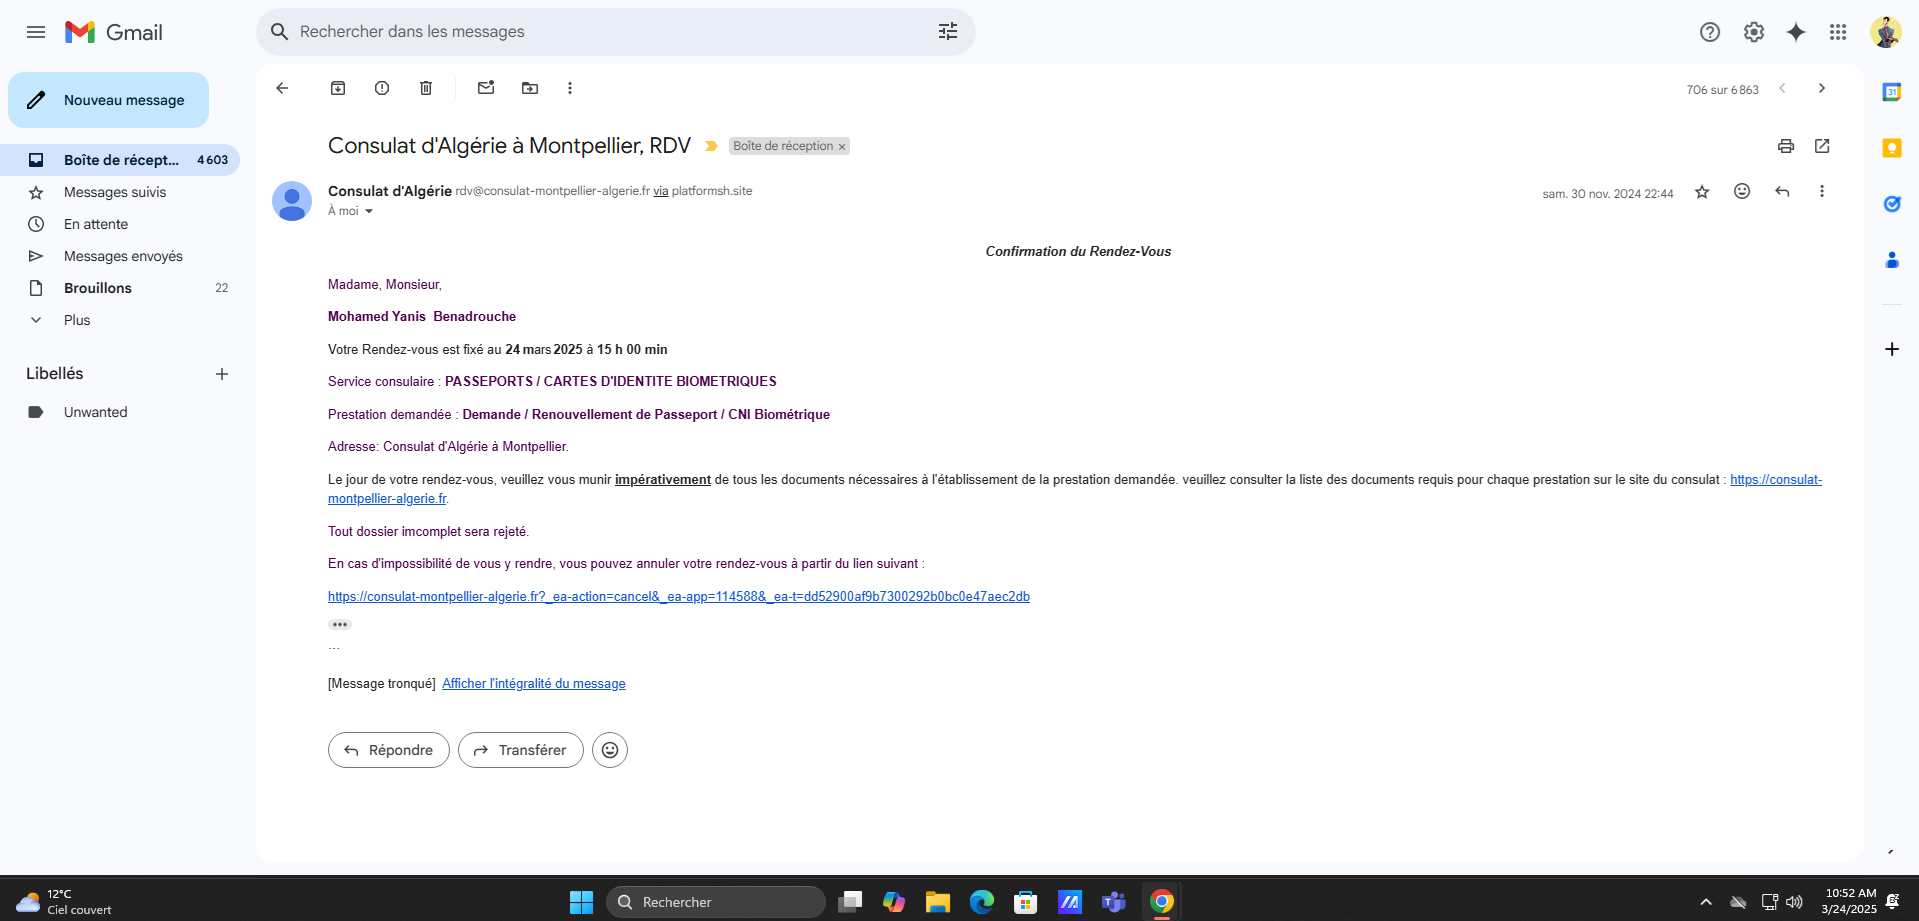 Gmail
Rechercher dans les messages
Nouveau message
706 sur 6 863
Boîte de récept... 4 603
Messages suivis
En attente
Messages envoyés
Brouillons 22
Plus
Libellés
Unwanted
Consulat d'Algérie à Montpellier, RDV Boîte de réception ×
Consulat d'Algérie rdv@consulat-montpellier-algerie.fr via platformsh.site
sam. 30 nov. 2024 22:44
À moi
Confirmation du Rendez-Vous
Madame, Monsieur,
Mohamed Yanis Benadrouche
Votre Rendez-vous est fixé au 24 mars 2025 à 15 h 00 min
Service consulaire : PASSEPORTS / CARTES D'IDENTITE BIOMETRIQUES
Prestation demandée : Demande / Renouvellement de Passeport / CNI Biométrique
Adresse: Consulat d'Algérie à Montpellier.
Le jour de votre rendez-vous, veuillez vous munir impérativement de tous les documents nécessaires à l'établissement de la prestation demandée. veuillez consulter la liste des documents requis pour chaque prestation sur le site du consulat : https://consulat-
montpellier-algerie.fr.
Tout dossier imcomplet sera rejeté.
En cas d'impossibilité de vous y rendre, vous pouvez annuler votre rendez-vous à partir du lien suivant :
https://consulat-montpellier-algerie.fr?_ea-action=cancel&_ea-app=114588&_ea-t=dd52900af9b7300292b0bc0e47aec2db
...
[Message tronqué] Afficher l'intégralité du message
Répondre
Transférer
31
12°C
Ciel couvert
Rechercher
10:52 AM
3/24/2025